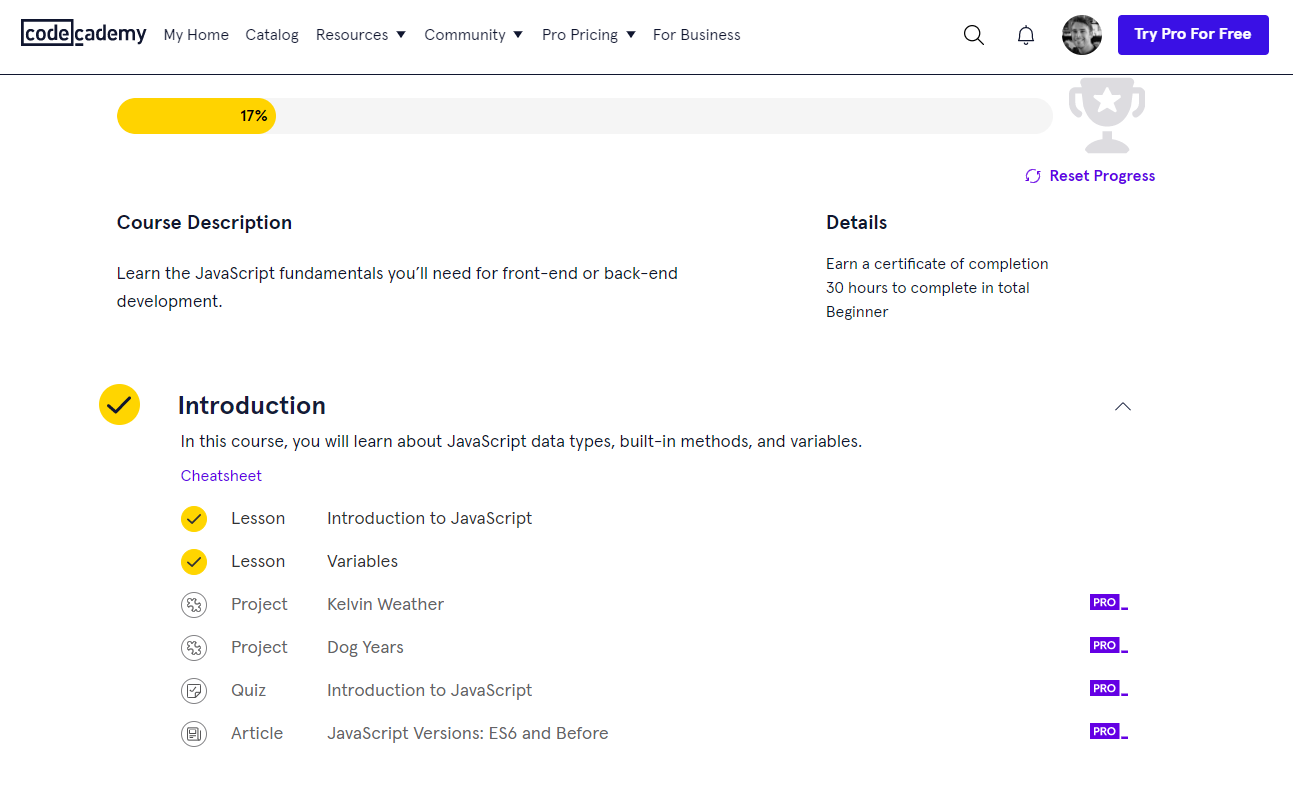 codecademy My Home Catalog Resources Community Pro Pricing For Business Try Pro For Free
17%
Reset Progress
Course Description
Learn the JavaScript fundamentals you’ll need for front-end or back-end
development.
Details
Earn a certificate of completion
30 hours to complete in total
Beginner
Introduction
In this course, you will learn about JavaScript data types, built-in methods, and variables.
Cheatsheet
Lesson Introduction to JavaScript
Lesson Variables
Project Kelvin Weather PRO
Project Dog Years PRO
Quiz Introduction to JavaScript PRO
Article JavaScript Versions: ES6 and Before PRO